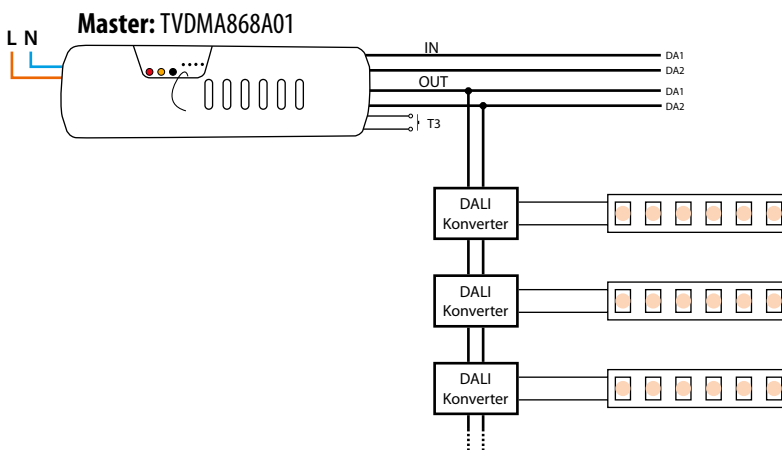 Master: TVDMA868A01
L N
IN
DA1
DA2
OUT
DA1
DA2
T3
DALI
Konverter
DALI
Konverter
DALI
Konverter